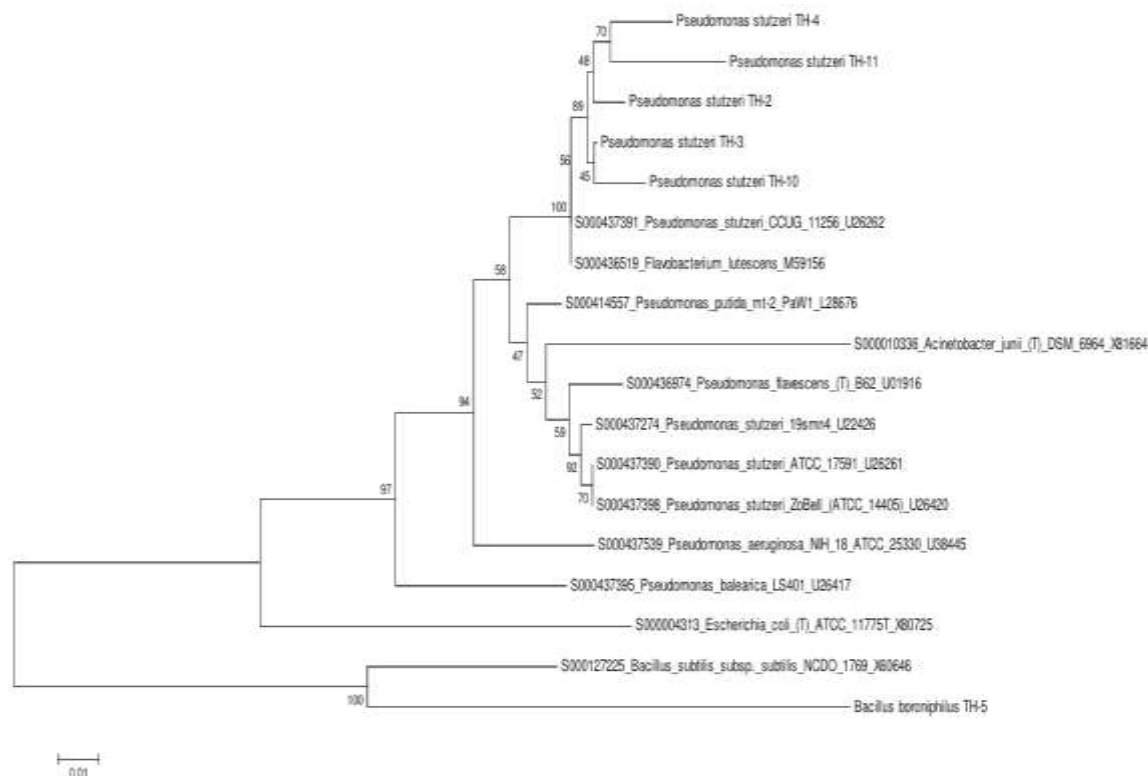 Pseudomonas stutzeri TH-4
70
Pseudomonas stutzeri TH-11
48
Pseudomonas stutzeri TH-2
89
Pseudomonas stutzeri TH-3
56
45
Pseudomonas stutzeri TH-10
100
S000437391_Pseudomonas_stutzeri_CCUG_11256_U26262
S000436519_Flavobacterium_lutescens_M59156
58
S000414557_Pseudomonas_putida_mt-2_PaW1_L28676
S000010336_Acinetobacter_junii_(T)_DSM_6964_X81664
47
S000436974_Pseudomonas_flavescens_(T)_B62_U01916
52
94
S000437274_Pseudomonas_stutzeri_19smn4_U22426
59
S000437390_Pseudomonas_stutzeri_ATCC_17591_U26261
92
70
S000437398_Pseudomonas_stutzeri_ZoBell_(ATCC_14405)_U26420
97
S000437539_Pseudomonas_aeruginosa_NIH_18_ATCC_25330_U38445
S000437395_Pseudomonas_balearica_LS401_U26417
S000004313_Escherichia_coli_(T)_ATCC_11775T_X80725
S000127225_Bacillus_subtilis_subsp._subtilis_NCDO_1769_X60646
100
Bacillus boroniphilus TH-5
0.01